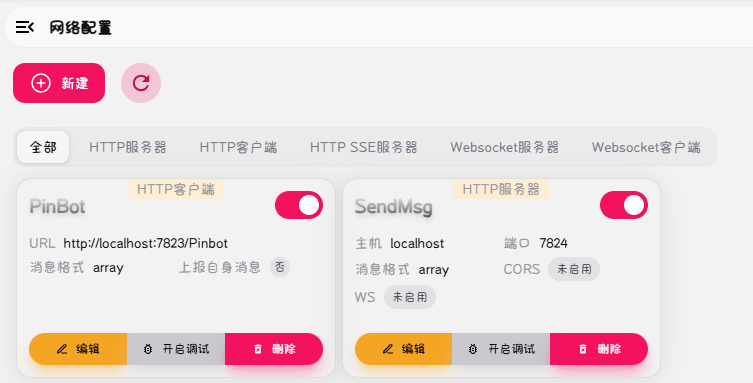 网络配置
新建
全部 HTTP服务器 HTTP客户端 HTTP SSE服务器 Websocket服务器 Websocket客户端
HTTP客户端
PinBot
URL http://localhost:7823/Pinbot
消息格式 array 上报自身消息 否
编辑 开启调试 删除
HTTP服务器
SendMsg
主机 localhost 端口 7824
消息格式 array CORS 未启用
WS 未启用
编辑 开启调试 删除